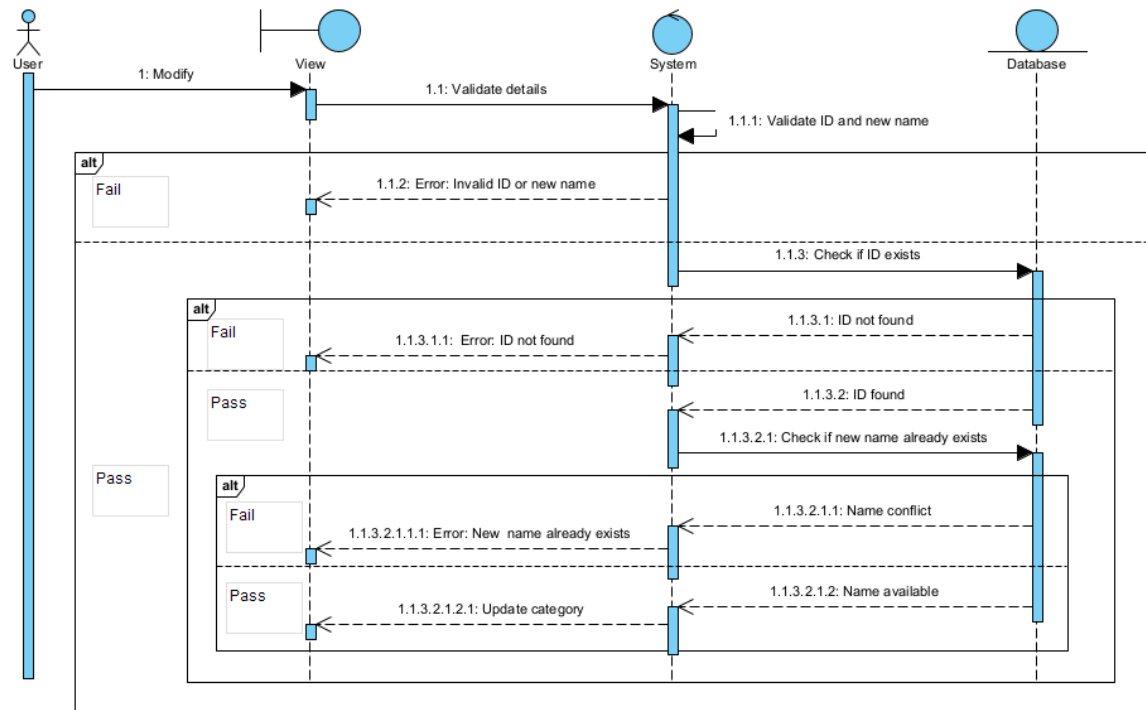 User
View
System
Database
1: Modify
1.1: Validate details
1.1.1: Validate ID and new name
alt
Fail
1.1.2: Error: Invalid ID or new name
1.1.3: Check if ID exists
alt
Fail
1.1.3.1: ID not found
1.1.3.1.1: Error: ID not found
Pass
1.1.3.2: ID found
1.1.3.2.1: Check if new name already exists
Pass
alt
Fail
1.1.3.2.1.1: Name conflict
1.1.3.2.1.1.1: Error: New name already exists
Pass
1.1.3.2.1.2: Name available
1.1.3.2.1.2.1: Update category